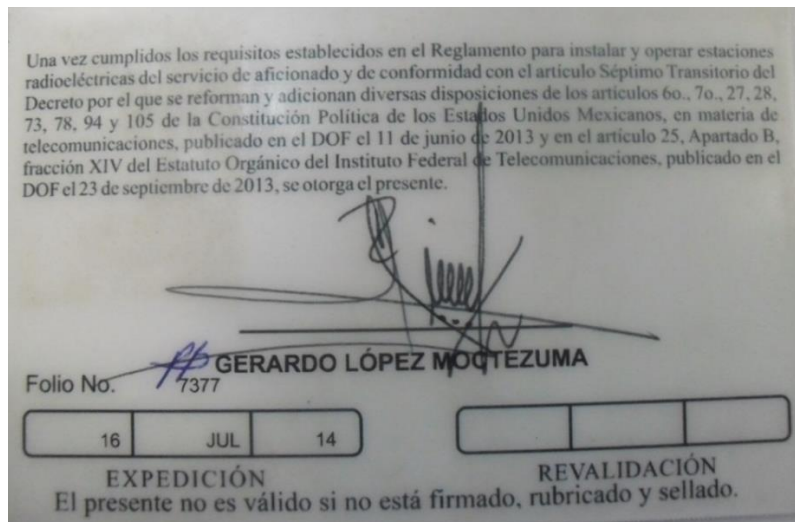 Una vez cumplidos los requisitos establecidos en el Reglamento para instalar y operar estaciones
radioeléctricas del servicio de aficionado y de conformidad con el artículo Séptimo Transitorio del
Decreto por el que se reforman y adicionan diversas disposiciones de los artículos 6o., 7o., 27, 28,
73, 78, 94 y 105 de la Constitución Política de los Estados Unidos Mexicanos, en materia de
telecomunicaciones, publicado en el DOF el 11 de junio de 2013 y en el artículo 25, Apartado B,
fracción XIV del Estatuto Orgánico del Instituto Federal de Telecomunicaciones, publicado en el
DOF el 23 de septiembre de 2013, se otorga el presente.
GERARDO LÓPEZ MOCTEZUMA
Folio No. 7377
16 JUL 14
EXPEDICIÓN REVALIDACIÓN
El presente no es válido si no está firmado, rubricado y sellado.